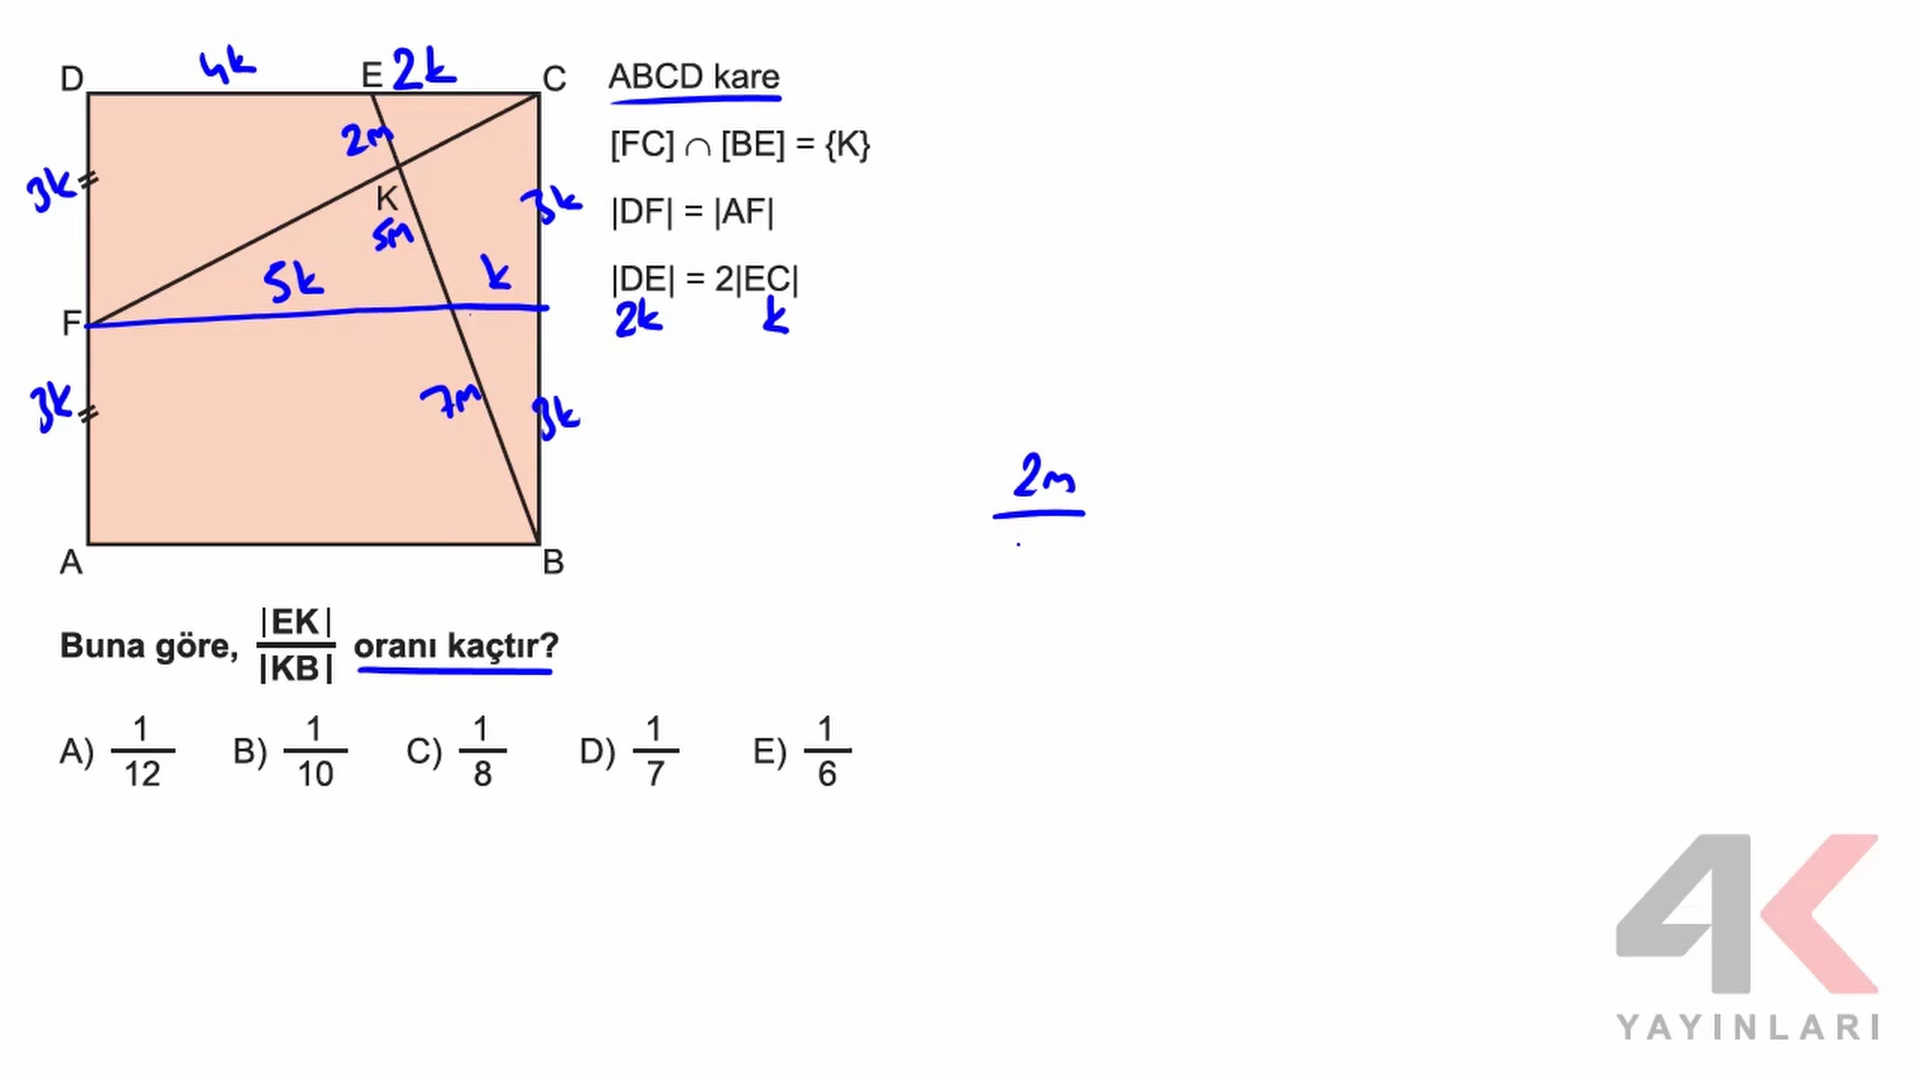 4k
D E 2k C
2m
3k
K
3k
5m
5k k
F
7m
3k
3k
A B
ABCD kare
[FC] ∩ [BE] = {K}
|DF| = |AF|
|DE| = 2|EC|
2k k
2m
Buna göre, |EK| / |KB| oranı kaçtır?
A) 1/12 B) 1/10 C) 1/8 D) 1/7 E) 1/6
4K
YAYINLARI